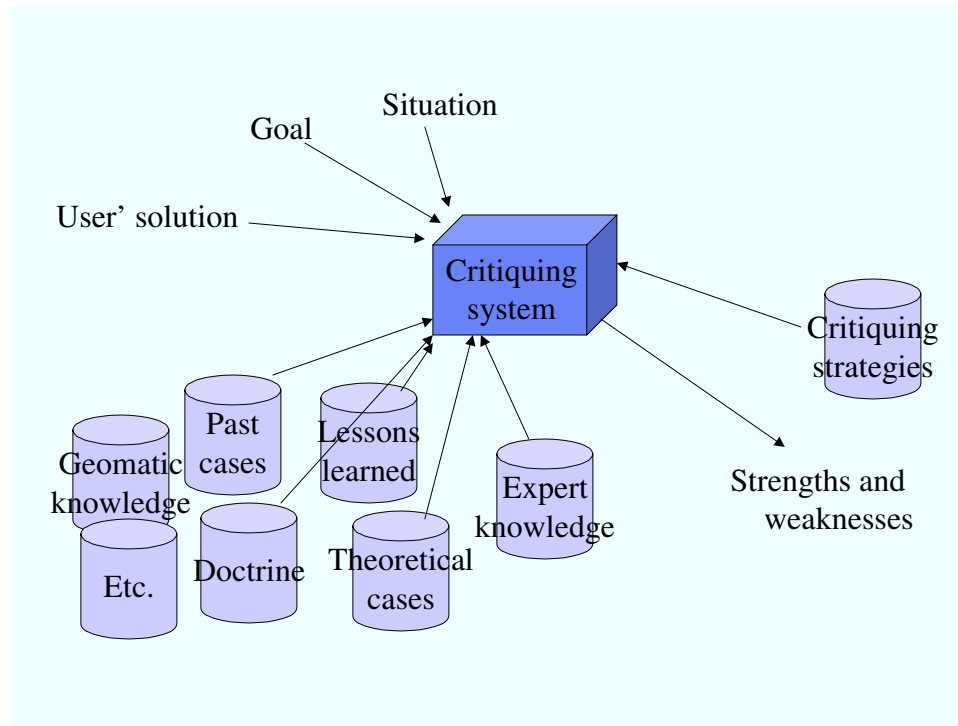 Situation
Goal
User' solution
Critiquing
system
Critiquing
strategies
Past
cases
Lessons
learned
Geomatic
knowledge
Expert
knowledge
Strengths and
weaknesses
Etc.
Doctrine
Theoretical
cases